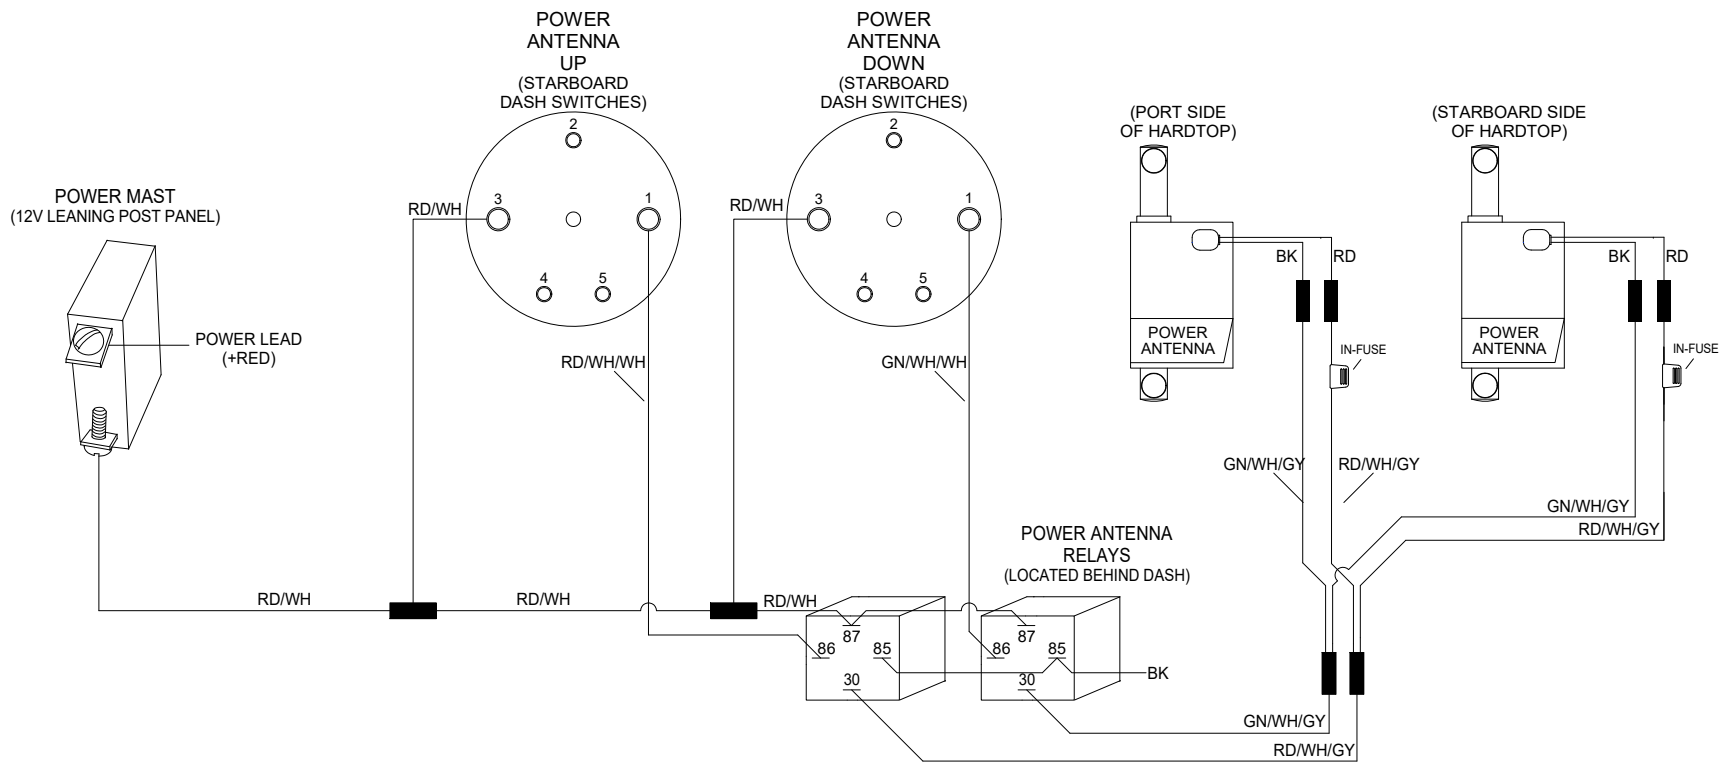 POWER
ANTENNA
UP
(STARBOARD
DASH SWITCHES)
2
3
1
4
5
RD/WH
POWER
ANTENNA
DOWN
(STARBOARD
DASH SWITCHES)
2
3
1
4
5
RD/WH
(PORT SIDE
OF HARDTOP)
BK
RD
POWER
ANTENNA
IN-FUSE
(STARBOARD SIDE
OF HARDTOP)
BK
RD
POWER
ANTENNA
IN-FUSE
POWER MAST
(12V LEANING POST PANEL)
POWER LEAD
(+RED)
RD/WH/WH
GN/WH/WH
GN/WH/GY
RD/WH/GY
GN/WH/GY
RD/WH/GY
POWER ANTENNA
RELAYS
(LOCATED BEHIND DASH)
RD/WH
RD/WH
RD/WH
87
86
85
30
87
86
85
30
BK
GN/WH/GY
RD/WH/GY